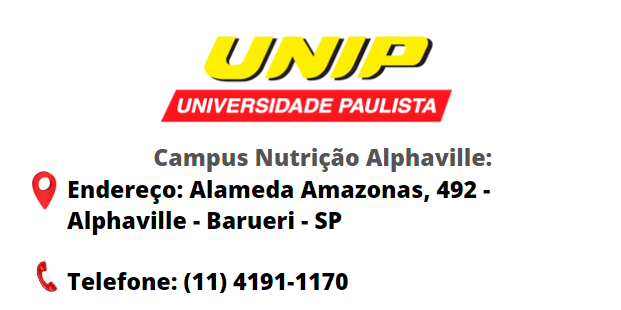 UNIP
UNIVERSIDADE PAULISTA
Campus Nutrição Alphaville:
Endereço: Alameda Amazonas, 492 -
Alphaville - Barueri - SP
Telefone: (11) 4191-1170